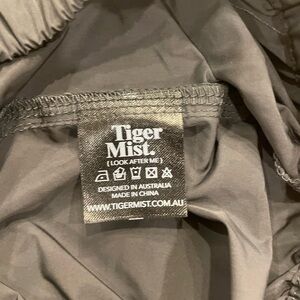 Tiger
Mist.
(LOOK AFTER ME)
DESIGNED IN AUSTRALIA
MADE IN CHINA
WWW.TIGERMIST.COM.AU